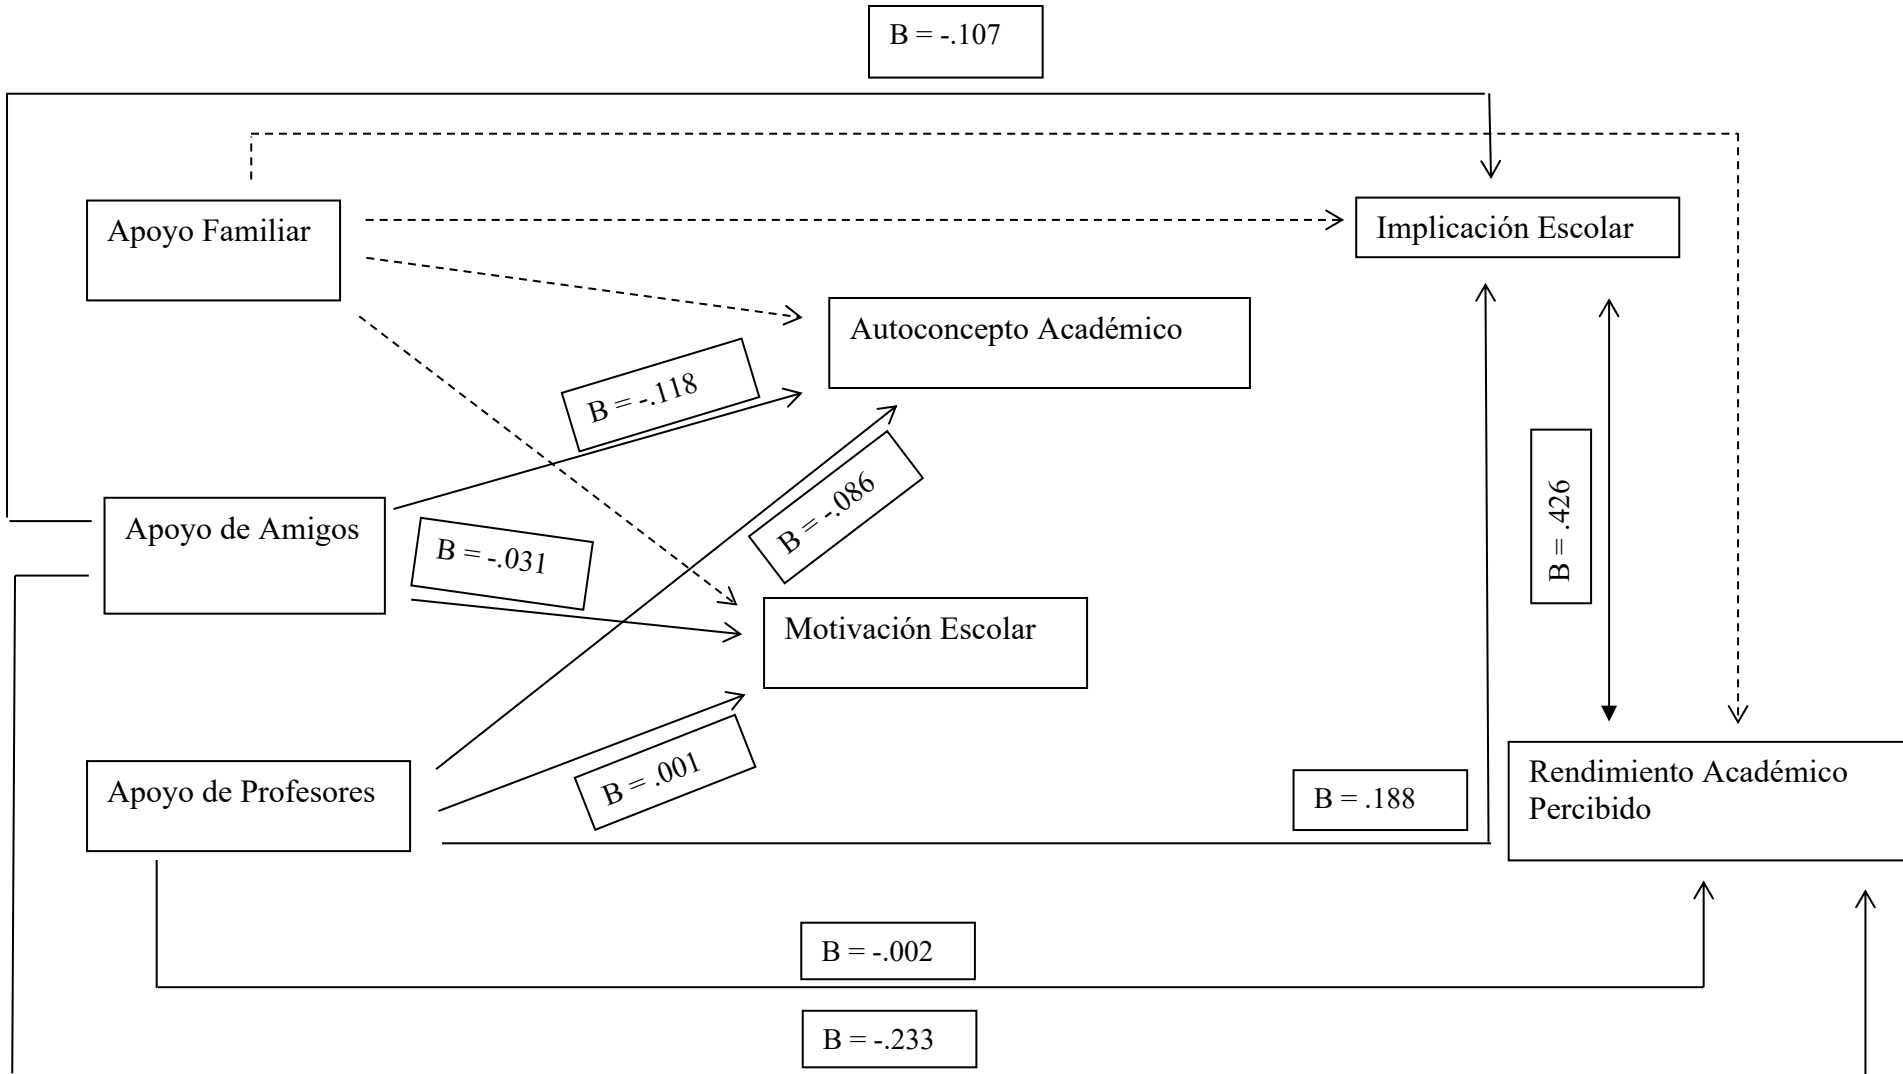 B = -.107
Apoyo Familiar
Implicación Escolar
Autoconcepto Académico
B = -.118
B = -.086
B = .426
Apoyo de Amigos
B = -.031
Motivación Escolar
Apoyo de Profesores
B = .001
B = .188
Rendimiento Académico
Percibido
B = -.002
B = -.233